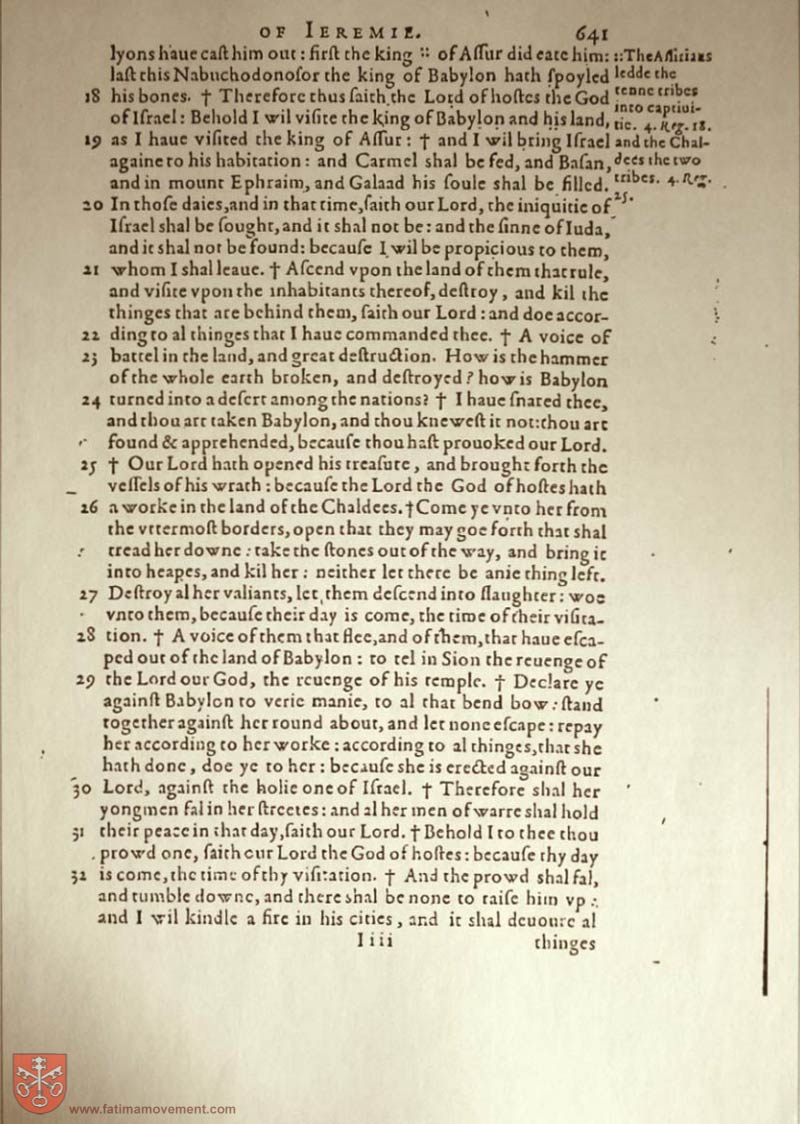 OF IEREMIE. 641
lyons haue caſt him out: firſt the king :: of Aſſur did eate him:
laſt this Nabuchodonoſor the king of Babylon hath ſpoyled
18 his bones. † Therefore thus ſaith the Lord of hoſtes the God
of Iſrael: Behold I wil viſite the king of Babylon and his land,
19 as I haue viſited the king of Aſſur: † and I wil bring Iſrael
againe to his habitation: and Carmel shal be fed, and Baſan,
and in mount Ephraim, and Galaad his ſoule shal be filled.
20 In thoſe daies, and in that time, ſaith our Lord, the iniquitie of
Iſrael shal be ſought, and it shal not be: and the ſinne of Iuda,
and it shal not be found: becauſe I wil be propicious to them,
21 whom I shal leaue. † Aſcend vpon the land of them that rule,
and viſite vpon the inhabitants thereof, deſtroy, and kil the
thinges that are behind them, ſaith our Lord: and doe accor-
22 ding to al thinges that I haue commanded thee. † A voice of
23 battel in the land, and great deſtruction. How is the hammer
of the whole earth broken, and deſtroyed? how is Babylon
24 turned into a deſert among the nations? † I haue ſnared thee,
and thou art taken Babylon, and thou kneweſt it not: thou art
found & apprehended, becauſe thou haſt prouoked our Lord.
25 † Our Lord hath opened his treaſure, and brought forth the
veſſels of his wrath: becauſe the Lord the God of hoſtes hath
26 a worke in the land of the Chaldees. † Come ye vnto her from
the vttermoſt borders, open that they may goe forth that shal
tread her downe: take the ſtones out of the way, and bring it
into heapes, and kil her: neither let there be anie thing left.
27 Deſtroy al her valiants, let them deſcend into ſlaughter: woe
vnto them, becauſe their day is come, the time of their viſita-
28 tion. † A voice of them that flee, and of them, that haue eſca-
ped out of the land of Babylon: to tel in Sion the reuenge of
29 the Lord our God, the reuenge of his temple. † Declare ye
againſt Babylon to verie manie, to al that bend bow: ſtand
together againſt her round about, and let none eſcape: repay
her according to her worke: according to al thinges, that she
hath done, doe ye to her: becauſe she is erected againſt our
30 Lord, againſt the holie one of Iſrael. † Therefore shal her
yongmen fal in her ſtreetes: and al her men of warre shal hold
31 their peace in that day, ſaith our Lord. † Behold I to thee thou
prowd one, ſaith our Lord the God of hoſtes: becauſe thy day
32 is come, the time of thy viſitation. † And the prowd shal fal,
and tumble downe, and there shal be none to raiſe him vp:
and I wil kindle a fire in his cities, and it shal deuoure al
Iiii thinges
:: The Aſſirians
ledde the
tenne tribes
into captiui-
tie. 4. Reg. 18.
and the Chal-
dees the two
tribes. 4. Reg.
25.
www.fatimamovement.com